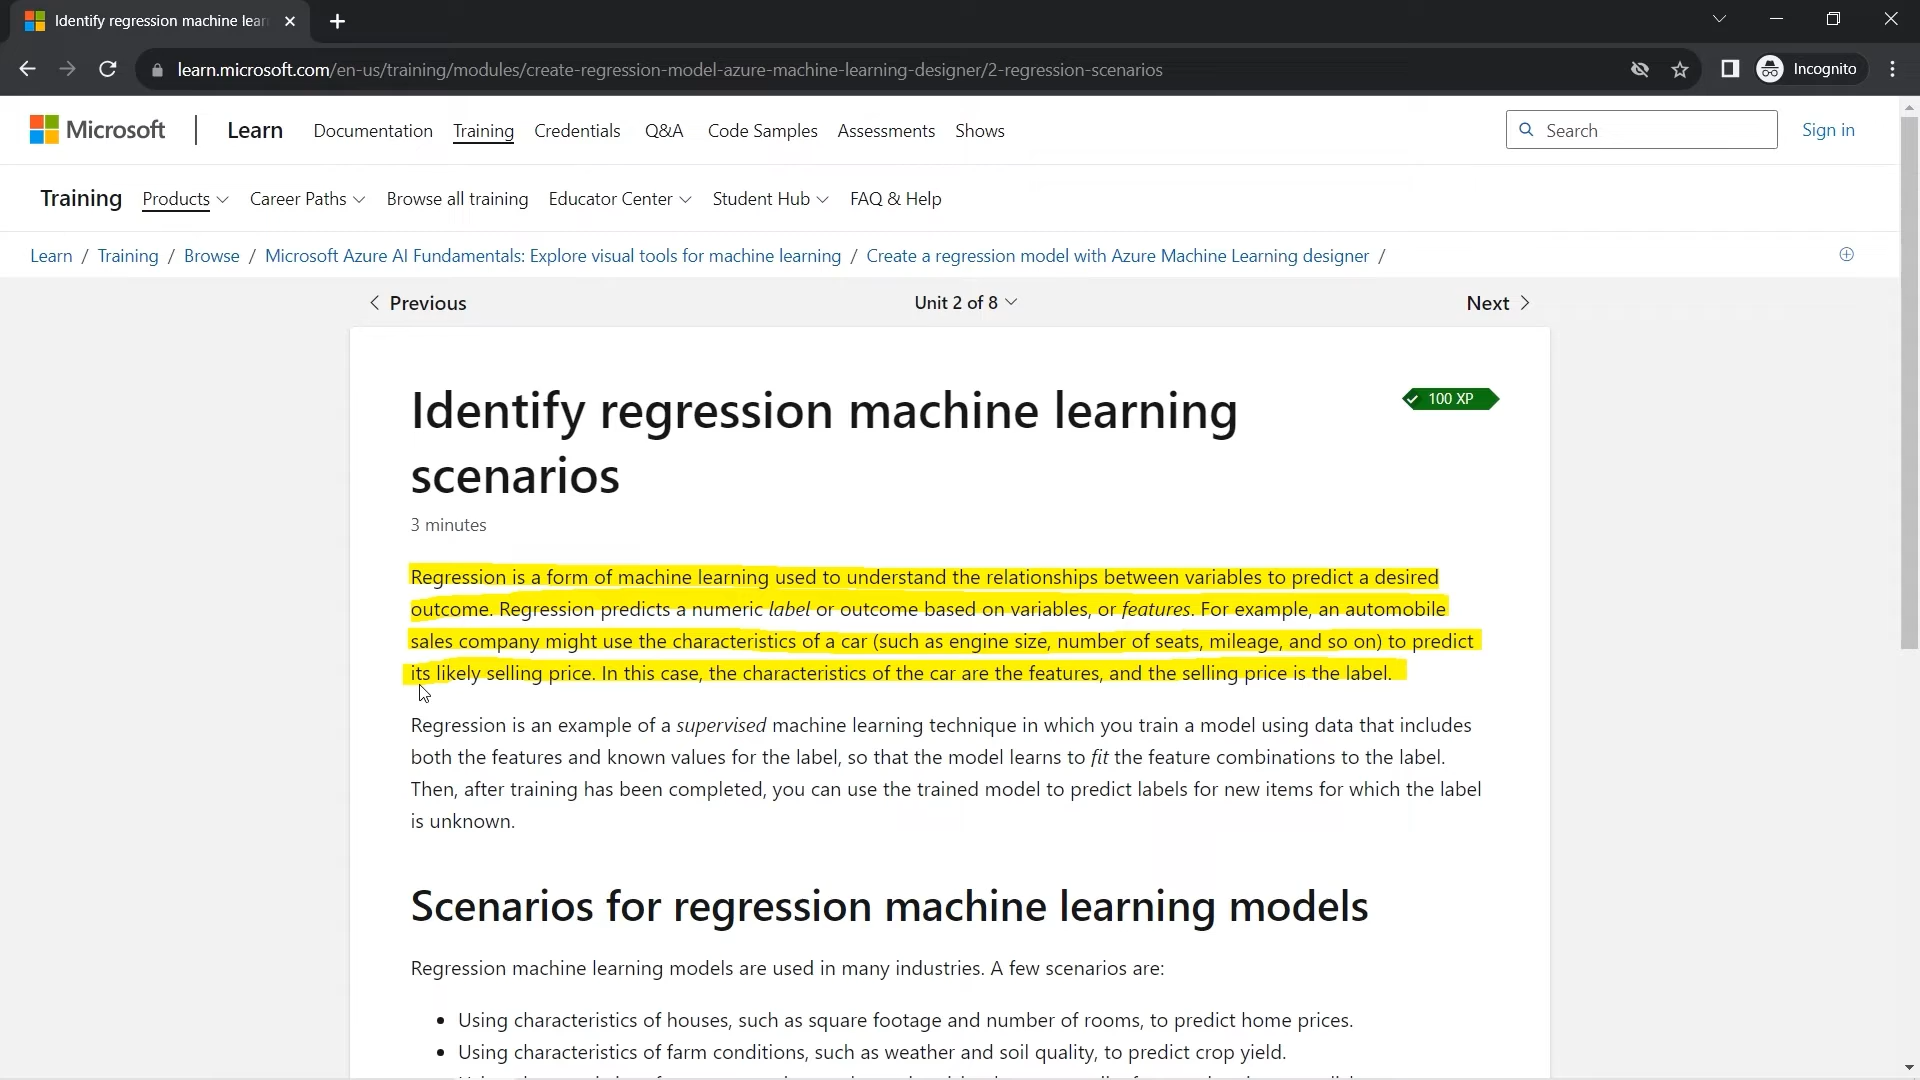 Identify regression machine lear
learn.microsoft.com/en-us/training/modules/create-regression-model-azure-machine-learning-designer/2-regression-scenarios
Incognito
Microsoft
Learn Documentation Training Credentials Q&A Code Samples Assessments Shows
Search
Sign in
Training Products Career Paths Browse all training Educator Center Student Hub FAQ & Help
Learn / Training / Browse / Microsoft Azure AI Fundamentals: Explore visual tools for machine learning / Create a regression model with Azure Machine Learning designer /
Previous
Unit 2 of 8
Next
Identify regression machine learning
scenarios
100 XP
3 minutes
Regression is a form of machine learning used to understand the relationships between variables to predict a desired
outcome. Regression predicts a numeric label or outcome based on variables, or features. For example, an automobile
sales company might use the characteristics of a car (such as engine size, number of seats, mileage, and so on) to predict
its likely selling price. In this case, the characteristics of the car are the features, and the selling price is the label.
Regression is an example of a supervised machine learning technique in which you train a model using data that includes
both the features and known values for the label, so that the model learns to fit the feature combinations to the label.
Then, after training has been completed, you can use the trained model to predict labels for new items for which the label
is unknown.
Scenarios for regression machine learning models
Regression machine learning models are used in many industries. A few scenarios are:
• Using characteristics of houses, such as square footage and number of rooms, to predict home prices.
• Using characteristics of farm conditions, such as weather and soil quality, to predict crop yield.